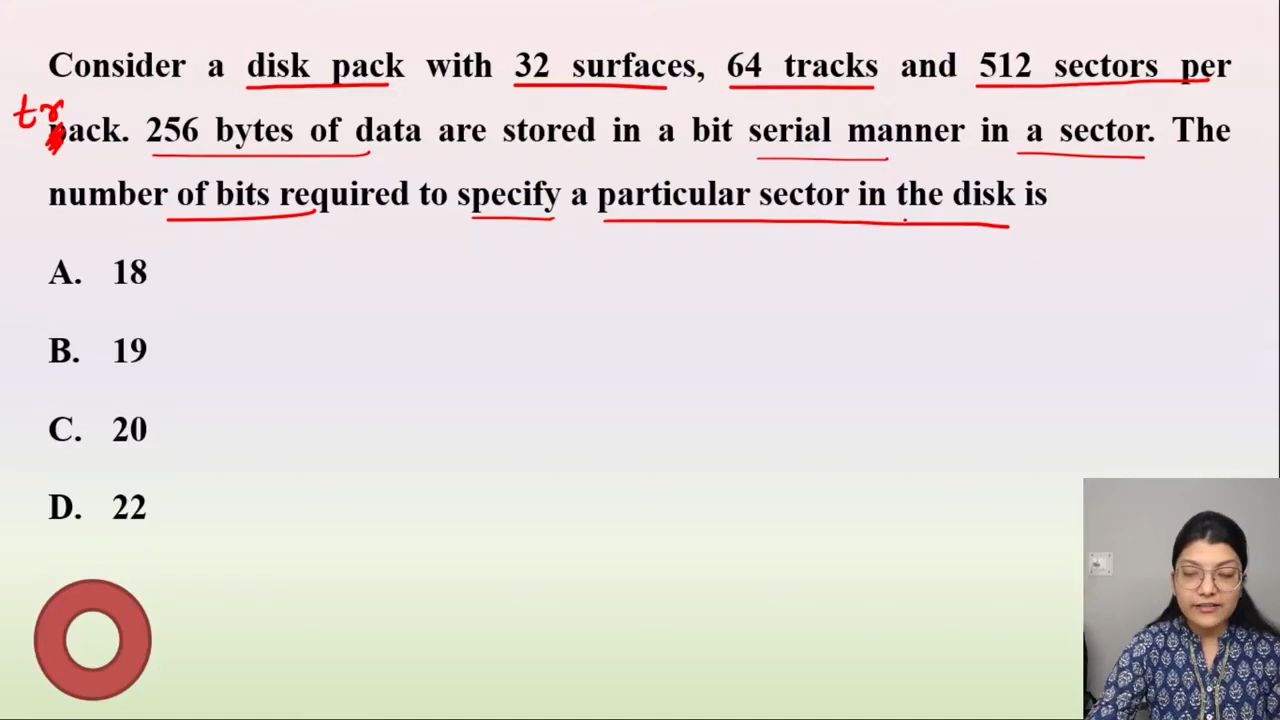 Consider a disk pack with 32 surfaces, 64 tracks and 512 sectors per
tr
pack. 256 bytes of data are stored in a bit serial manner in a sector. The
number of bits required to specify a particular sector in the disk is
A. 18
B. 19
C. 20
D. 22